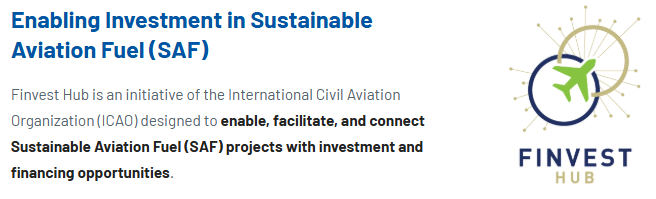 Enabling Investment in Sustainable
Aviation Fuel (SAF)
Finvest Hub is an initiative of the International Civil Aviation
Organization (ICAO) designed to enable, facilitate, and connect
Sustainable Aviation Fuel (SAF) projects with investment and
financing opportunities.
FINVEST
HUB